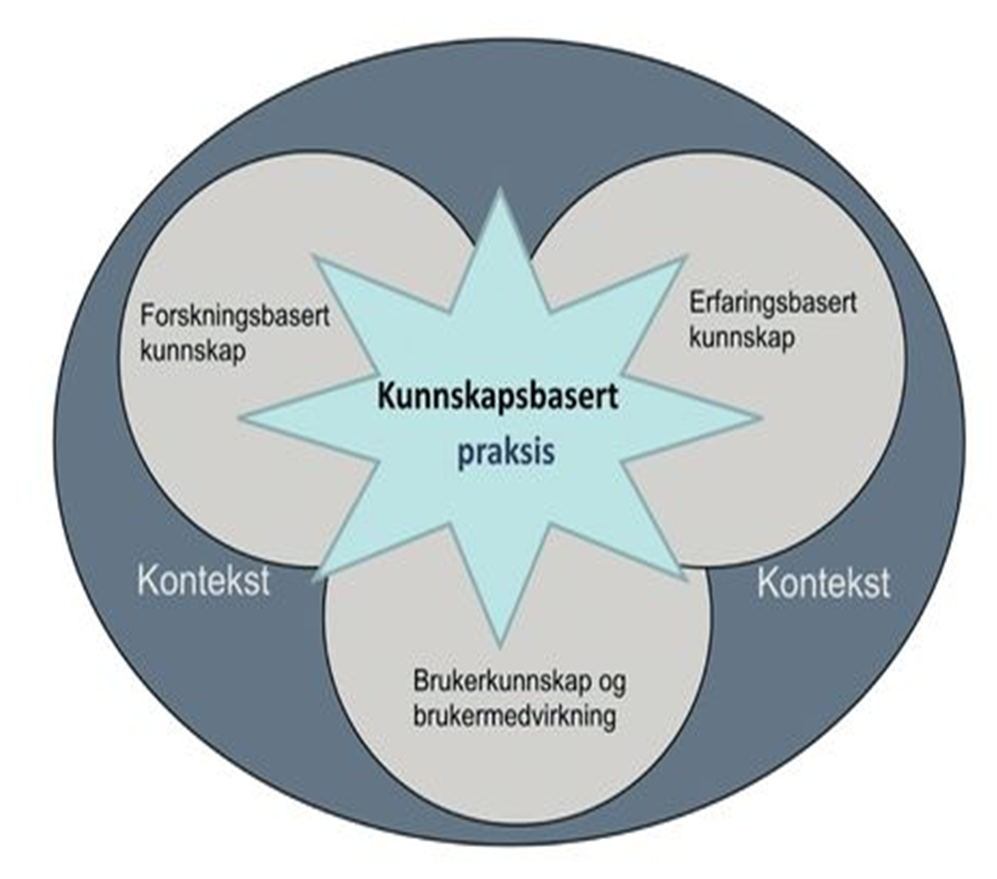 Forskningsbasert
kunnskap
Erfaringsbasert
kunnskap
Kunnskapsbasert
praksis
Kontekst
Kontekst
Brukerkunnskap og
brukermedvirkning